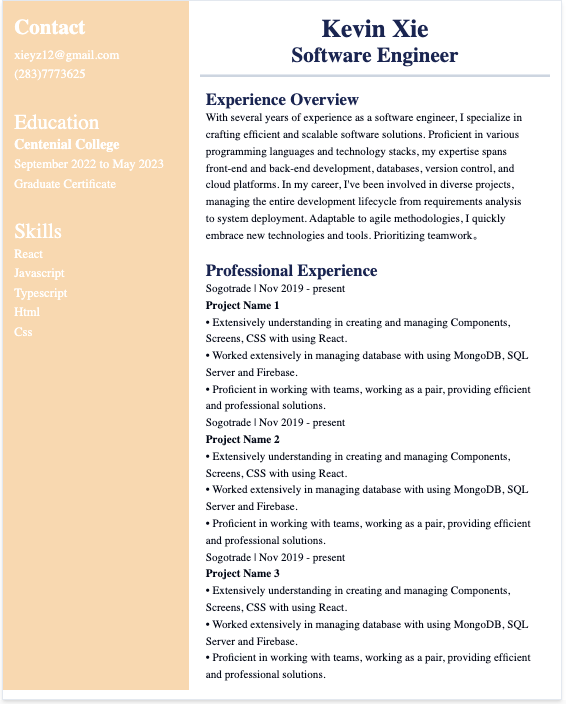 Contact
xieyz12@gmail.com
(283)7773625
Education
Centenial College
September 2022 to May 2023
Graduate Certificate
Skills
React
Javascript
Typescript
Html
Css
Kevin Xie
Software Engineer
Experience Overview
With several years of experience as a software engineer, I specialize in
crafting efficient and scalable software solutions. Proficient in various
programming languages and technology stacks, my expertise spans
front-end and back-end development, databases, version control, and
cloud platforms. In my career, I've been involved in diverse projects,
managing the entire development lifecycle from requirements analysis
to system deployment. Adaptable to agile methodologies, I quickly
embrace new technologies and tools. Prioritizing teamwork。
Professional Experience
Sogotrade | Nov 2019 - present
Project Name 1
• Extensively understanding in creating and managing Components,
Screens, CSS with using React.
• Worked extensively in managing database with using MongoDB, SQL
Server and Firebase.
• Proficient in working with teams, working as a pair, providing efficient
and professional solutions.
Sogotrade | Nov 2019 - present
Project Name 2
• Extensively understanding in creating and managing Components,
Screens, CSS with using React.
• Worked extensively in managing database with using MongoDB, SQL
Server and Firebase.
• Proficient in working with teams, working as a pair, providing efficient
and professional solutions.
Sogotrade | Nov 2019 - present
Project Name 3
• Extensively understanding in creating and managing Components,
Screens, CSS with using React.
• Worked extensively in managing database with using MongoDB, SQL
Server and Firebase.
• Proficient in working with teams, working as a pair, providing efficient
and professional solutions.